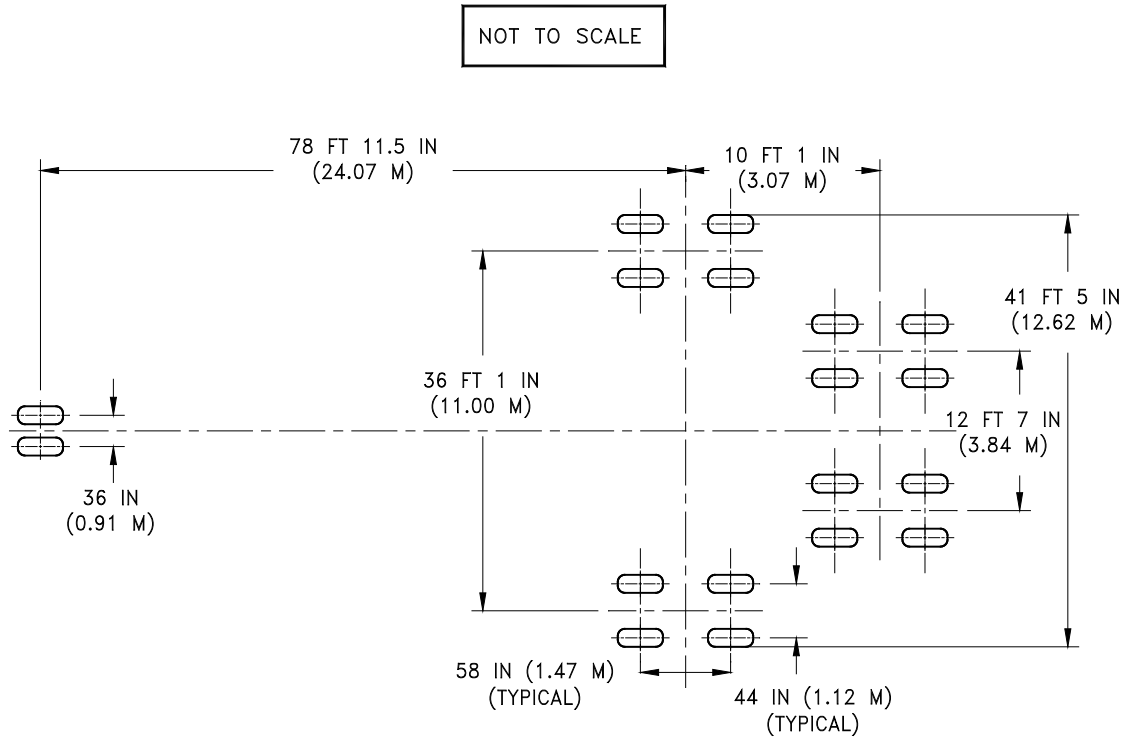 NOT TO SCALE
78 FT 11.5 IN
(24.07 M)
10 FT 1 IN
(3.07 M)
41 FT 5 IN
(12.62 M)
36 FT 1 IN
(11.00 M)
12 FT 7 IN
(3.84 M)
36 IN
(0.91 M)
58 IN (1.47 M)
(TYPICAL)
44 IN (1.12 M)
(TYPICAL)